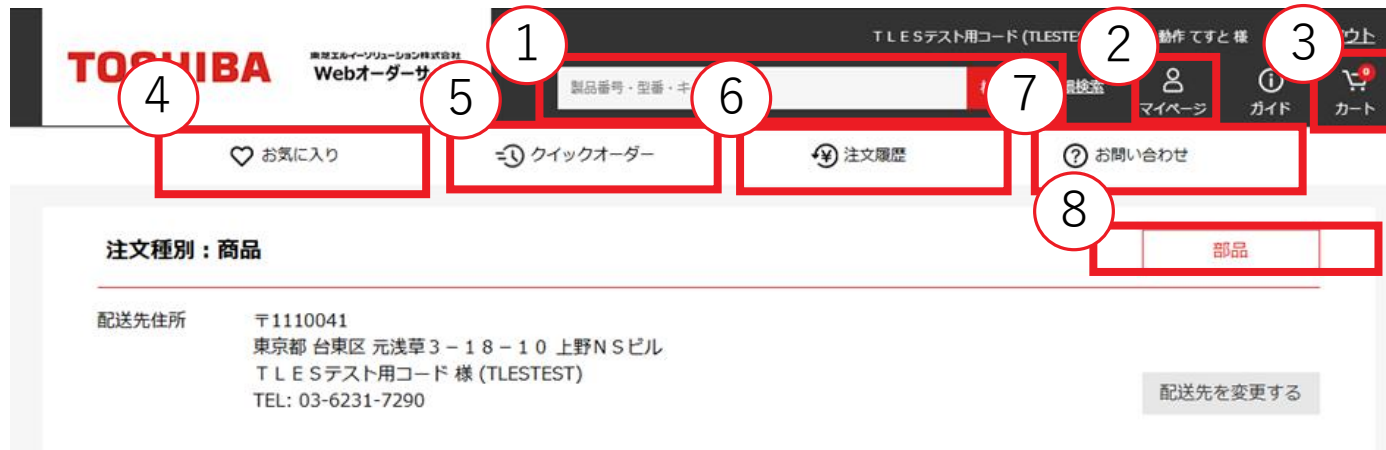 TLESテスト用コード (TLESTE 動作 てすと 様
1
2
3
TOSHIBA
東芝エルイーソリューション株式会社
Webオーダーサ
製品番号・型番・キ
マイページ
ガイド
0
カート
4
5
6
7
お気に入り
クイックオーダー
注文履歴
お問い合わせ
8
注文種別:商品
部品
配送先住所
〒1110041
東京都 台東区 元浅草3-18-10 上野NSビル
TLESテスト用コード 様 (TLESTEST)
TEL: 03-6231-7290
配送先を変更する